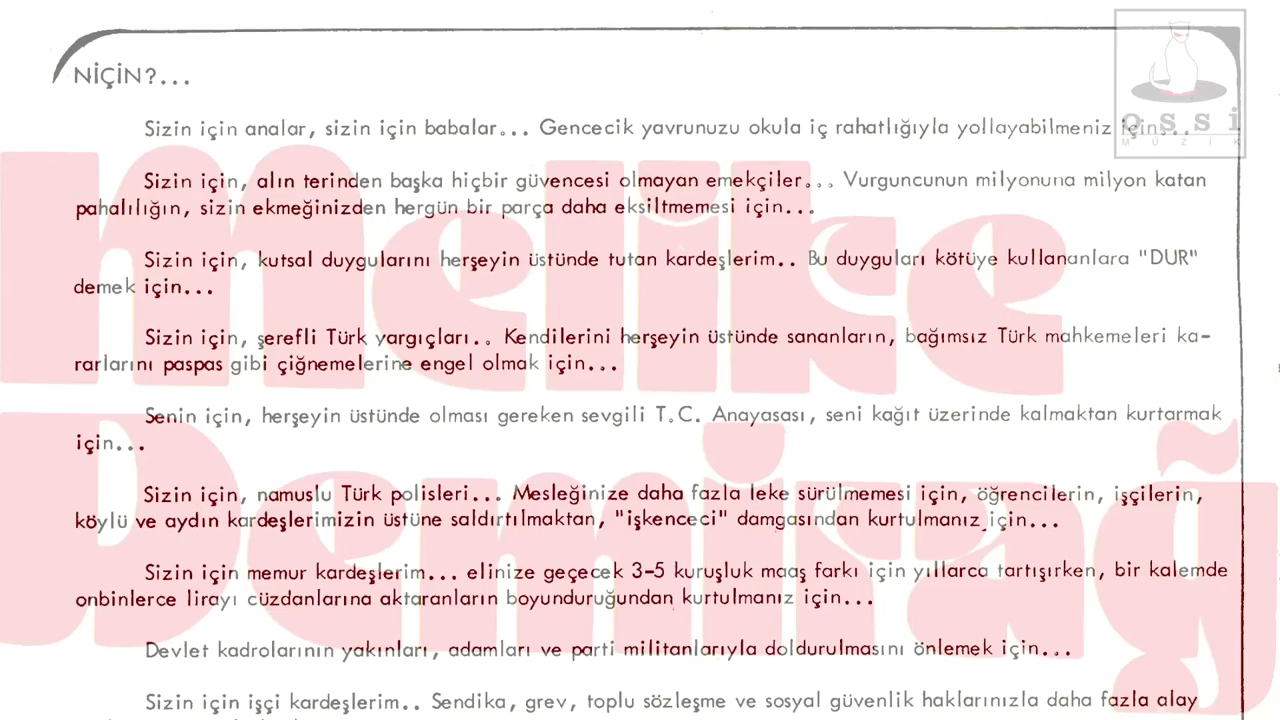 NİÇİN?...
Sizin için analar, sizin için babalar... Gencecik yavrunuzu okula iç rahatlığıyla yollayabilmeniz için...
Sizin için, alın terinden başka hiçbir güvencesi olmayan emekçiler... Vurguncunun milyonuna milyon katan
pahalılığın, sizin ekmeğinizden hergün bir parça daha eksiltmemesi için...
Sizin için, kutsal duygularını herşeyin üstünde tutan kardeşlerim.. Bu duyguları kötüye kullananlara "DUR"
demek için...
Sizin için, şerefli Türk yargıçları.. Kendilerini herşeyin üstünde sananların, bağımsız Türk mahkemeleri ka-
rarlarını paspas gibi çiğnemelerine engel olmak için...
Senin için, herşeyin üstünde olması gereken sevgili T.C. Anayasası, seni kağıt üzerinde kalmaktan kurtarmak
için...
Sizin için, namuslu Türk polisleri... Mesleğinize daha fazla leke sürülmemesi için, öğrencilerin, işçilerin,
köylü ve aydın kardeşlerimizin üstüne saldırtılmaktan, "işkenceci" damgasından kurtulmanız için...
Sizin için memur kardeşlerim... elinize geçecek 3-5 kuruşluk maaş farkı için yıllarca tartışırken, bir kalemde
onbinlerce lirayı cüzdanlarına aktaranların boyunduruğundan kurtulmanız için...
Devlet kadrolarının yakınları, adamları ve parti militanlarıyla doldurulmasını önlemek için...
Sizin için işçi kardeşlerim.. Sendika, grev, toplu sözleşme ve sosyal güvenlik haklarınızla daha fazla alay
Melike
Demirağ
ossi
MÜZİK